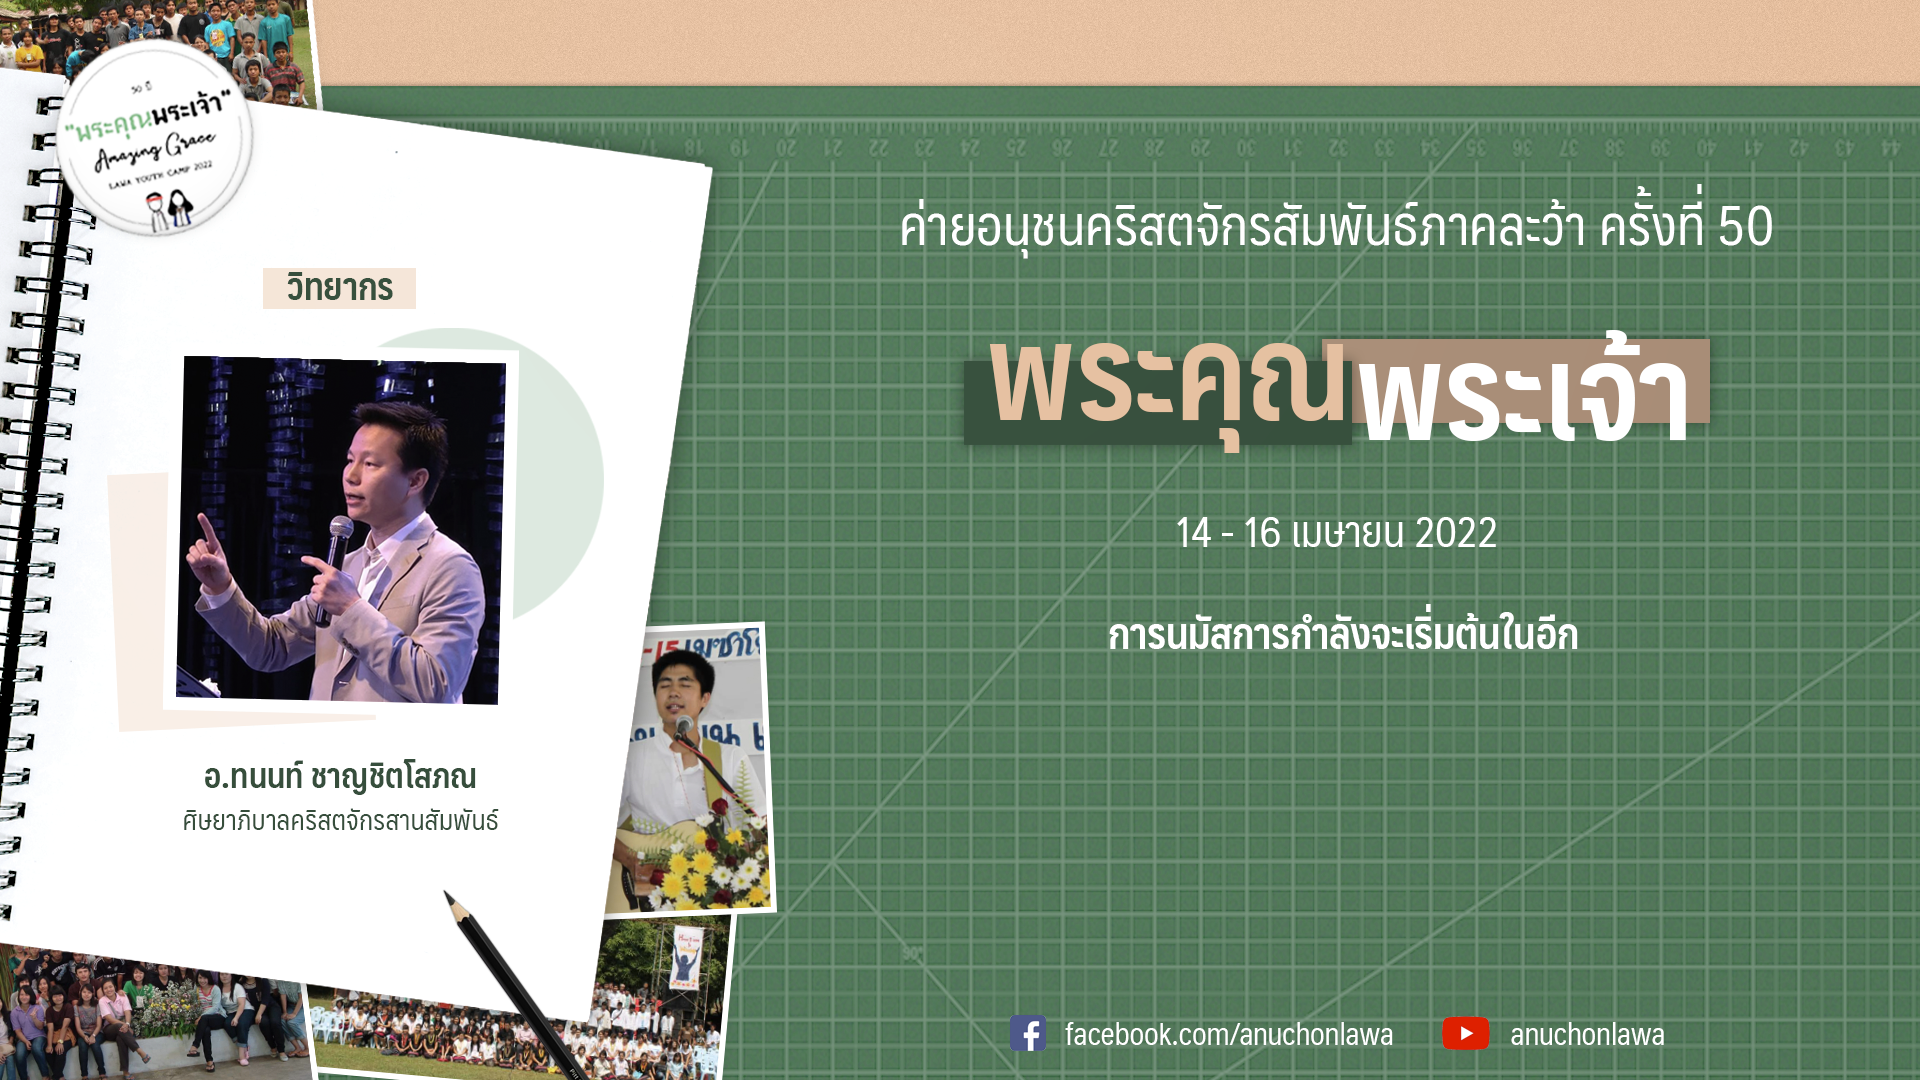 50 ปี
"พระคุณพระเจ้า"
Amazing Grace
LAWA YOUTH CAMP 2022
วิทยากร
อ.ทนนท์ ชาญชิตโสภณ
ศิษยาภิบาลคริสตจักรสานสัมพันธ์
ค่ายอนุชนคริสตจักรสัมพันธ์ภาคละว้า ครั้งที่ 50
พระคุณพระเจ้า
14 - 16 เมษายน 2022
การนมัสการกำลังจะเริ่มต้นในอีก
facebook.com/anuchonlawa
anuchonlawa